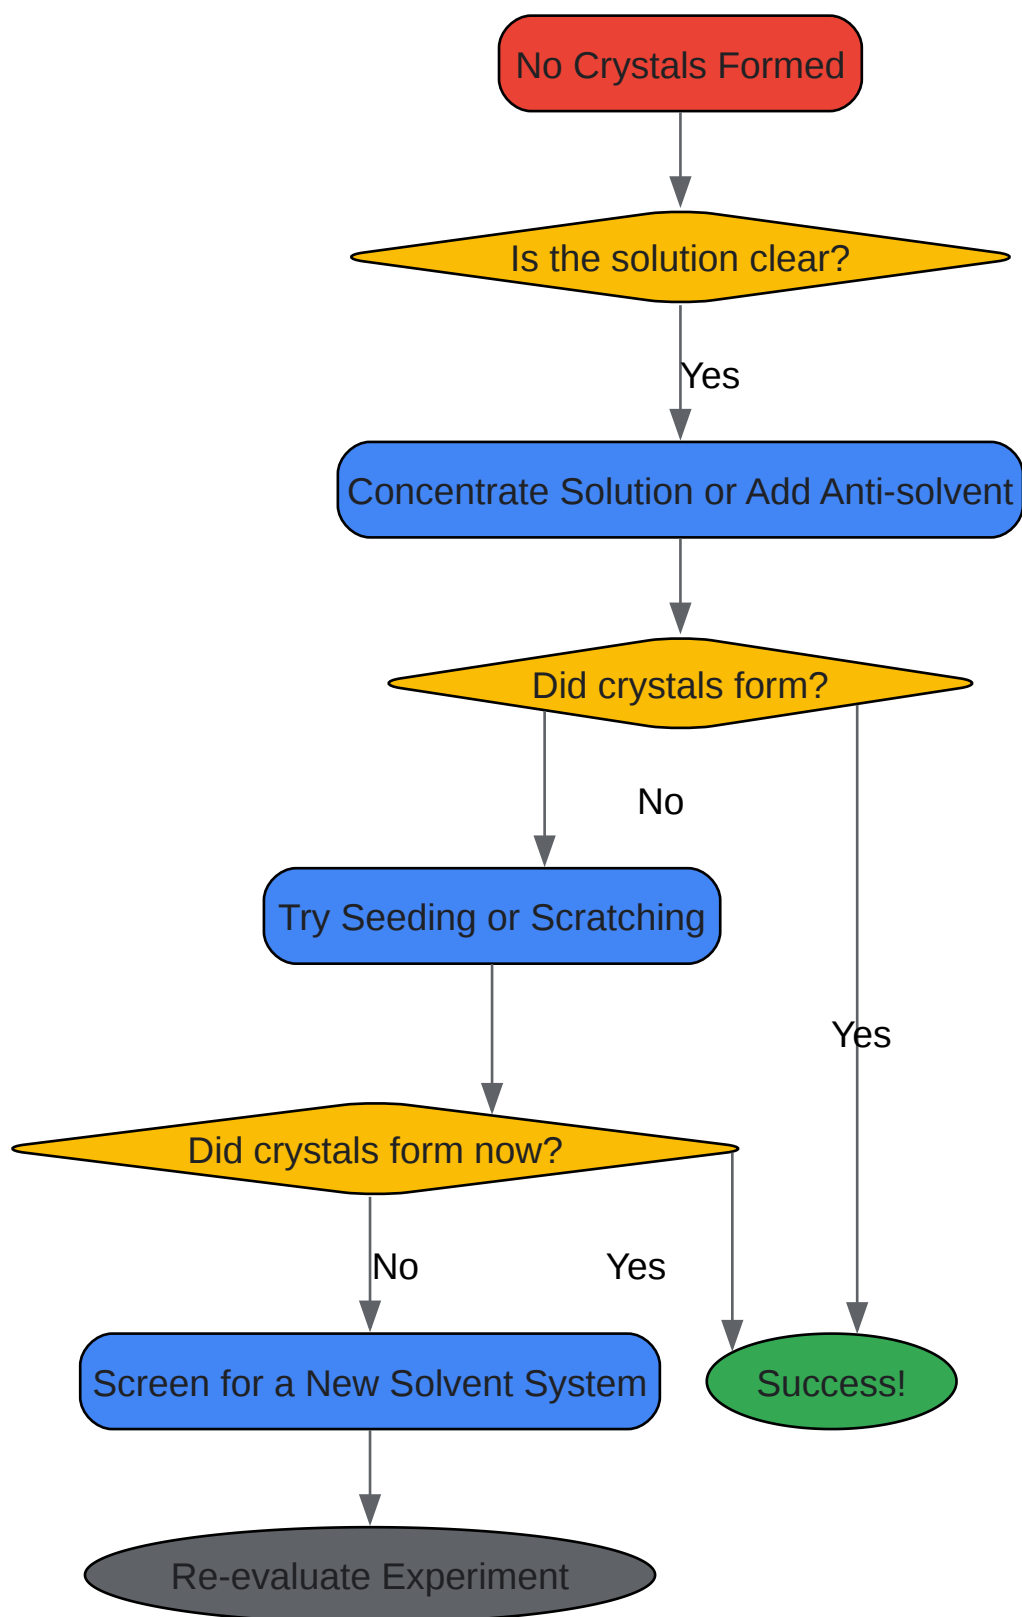 No Crystals Formed
Is the solution clear?
Yes
Concentrate Solution or Add Anti-solvent
Did crystals form?
No
Try Seeding or Scratching
Yes
Did crystals form now?
No
Yes
Screen for a New Solvent System
Success!
Re-evaluate Experiment